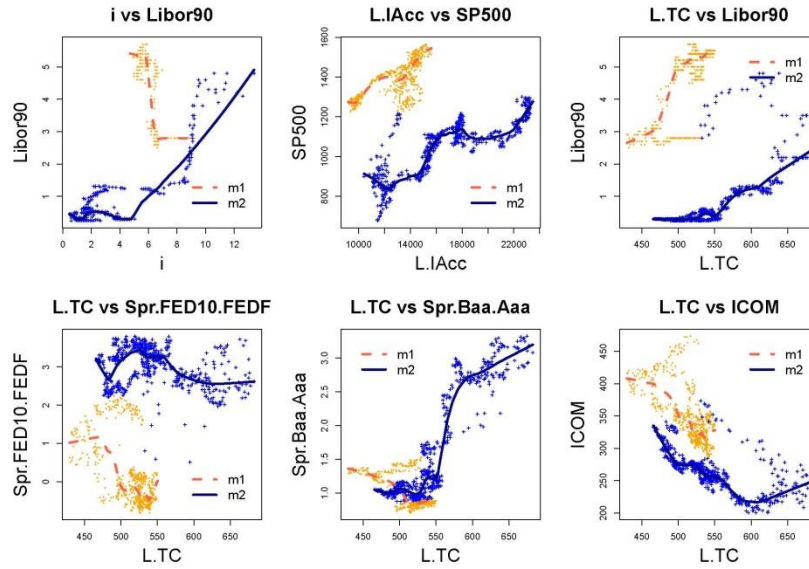 i vs Libor90
L.IAcc vs SP500
L.TC vs Libor90
Libor90
5
4
3
2
1
m1
m2
0 2 4 6 8 10 12
i
SP500
1600
1400
1200
1000
800
m1
m2
10000 14000 18000 22000
L.IAcc
Libor90
5
4
3
2
1
m1
m2
450 500 550 600 650
L.TC
L.TC vs Spr.FED10.FEDF
L.TC vs Spr.Baa.Aaa
L.TC vs ICOM
Spr.FED10.FEDF
3
2
1
0
m1
m2
450 500 550 600 650
L.TC
Spr.Baa.Aaa
3.0
2.5
2.0
1.5
1.0
m1
m2
450 500 550 600 650
L.TC
ICOM
450
400
350
300
250
200
m1
m2
450 500 550 600 650
L.TC